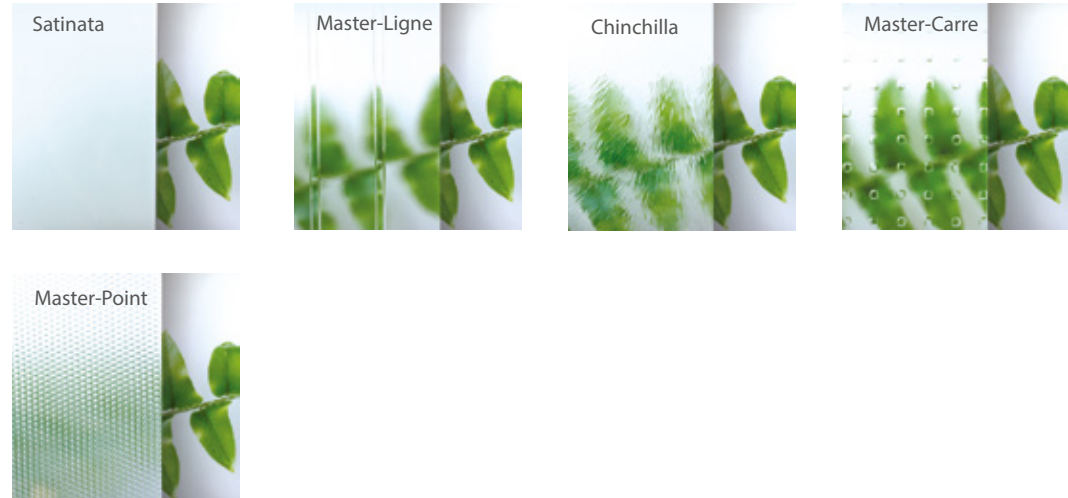 Satinata
Master-Ligne
Chinchilla
Master-Carre
Master-Point